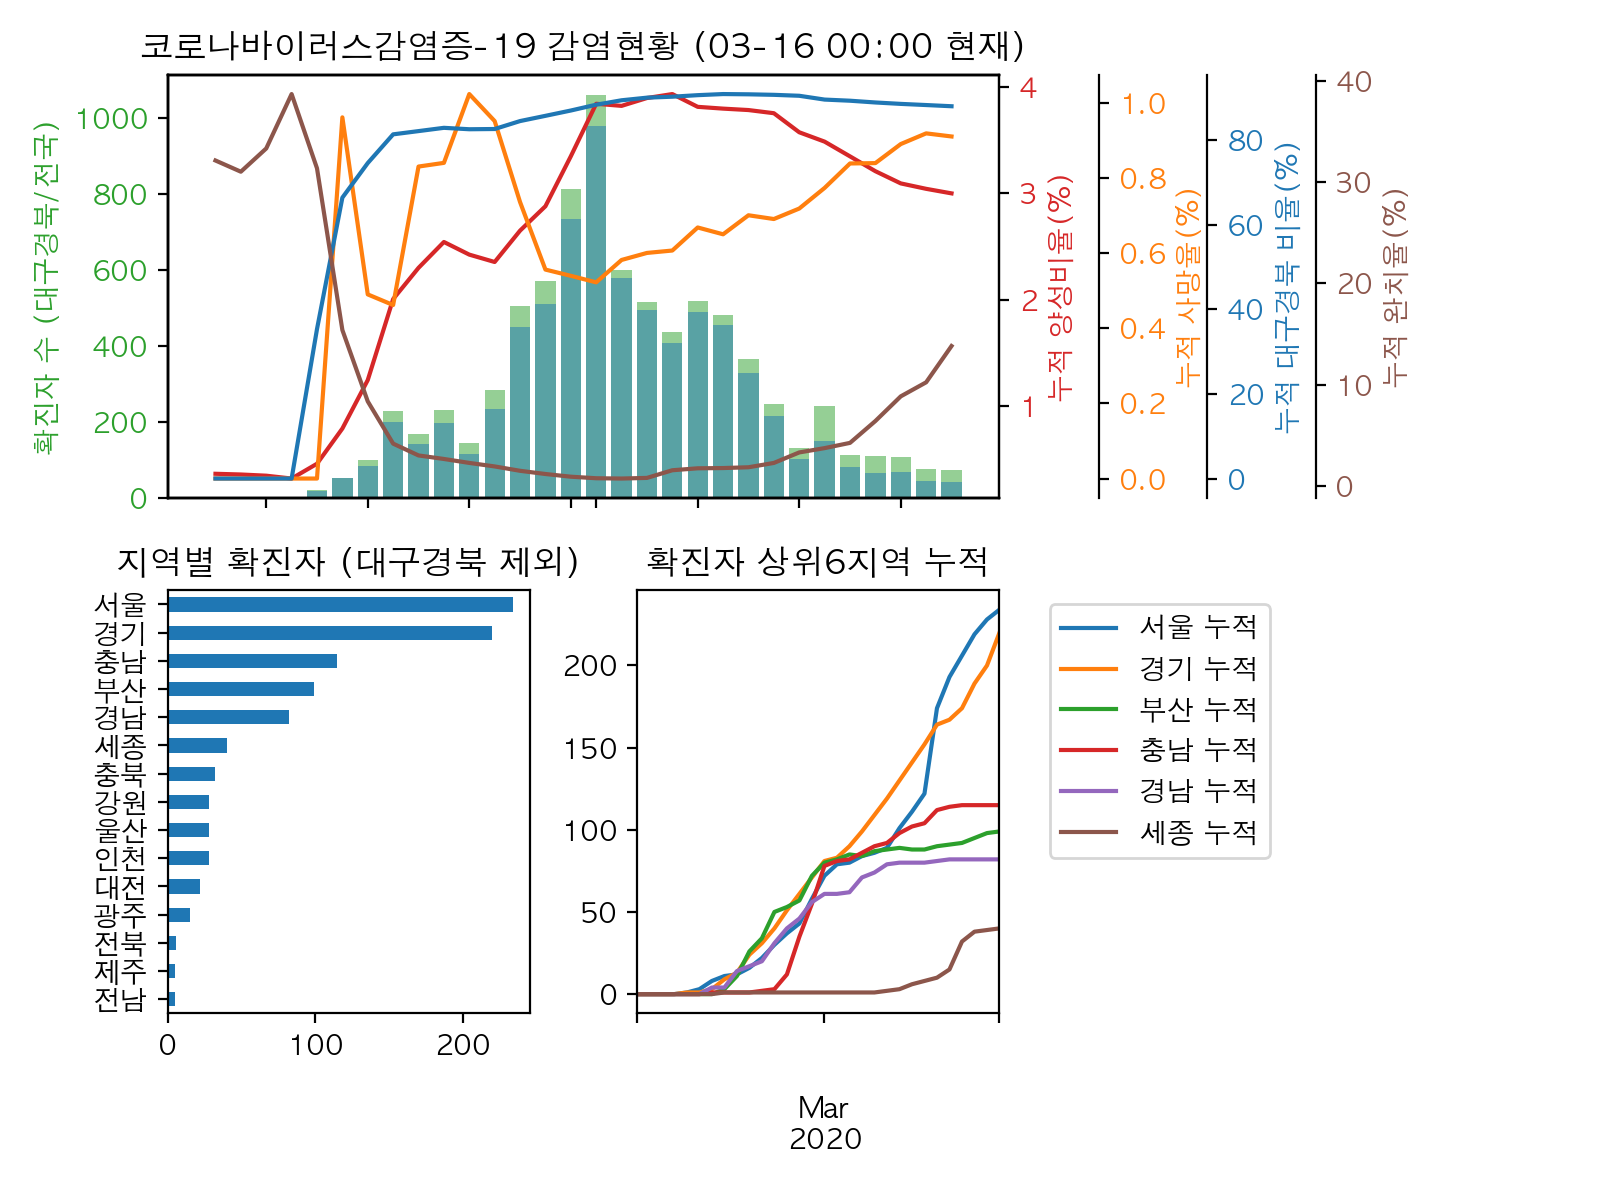 코로나바이러스감염증-19 감염현황 (03-16 00:00 현재)
확진자 수 (대구경북/전국)
1000
800
600
400
200
0
4
3
2
1
누적 양성비율(%)
1.0
0.8
0.6
0.4
0.2
0.0
누적 사망율(%)
80
60
40
20
0
누적 대구경북 비율(%)
40
30
20
10
0
누적 완치율(%)
지역별 확진자 (대구경북 제외)
서울
경기
충남
부산
경남
세종
충북
강원
울산
인천
대전
광주
전북
제주
전남
0 100 200
확진자 상위6지역 누적
200
150
100
50
0
Mar
2020
서울 누적
경기 누적
부산 누적
충남 누적
경남 누적
세종 누적